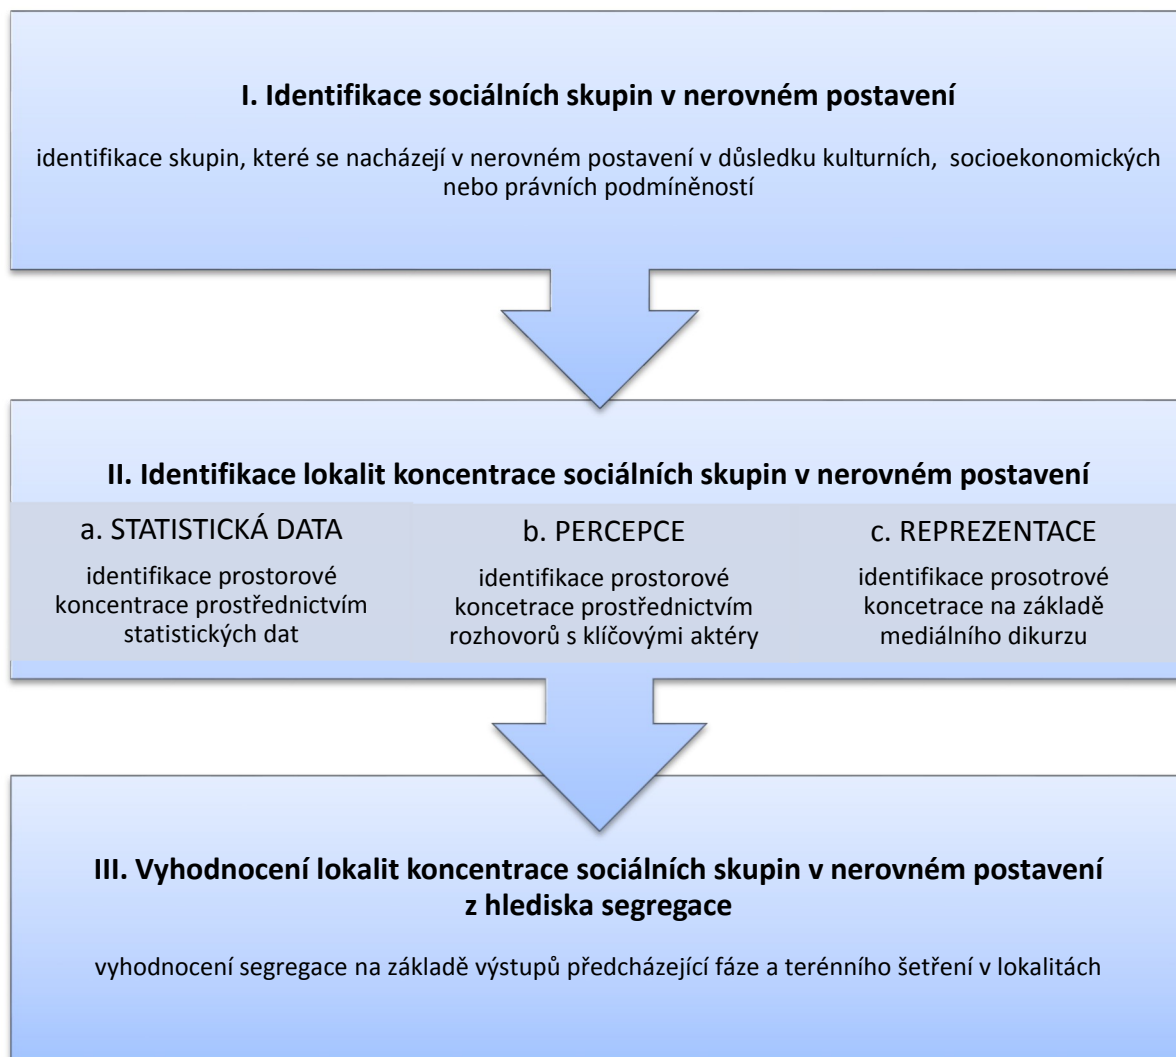 I. Identifikace sociálních skupin v nerovném postavení
identifikace skupin, které se nacházejí v nerovném postavení v důsledku kulturních, socioekonomických
nebo právních podmíněností
II. Identifikace lokalit koncentrace sociálních skupin v nerovném postavení
a. STATISTICKÁ DATA
identifikace prostorové
koncentrace prostřednictvím
statistických dat
b. PERCEPCE
identifikace prostorové
koncetrace prostřednictvím
rozhovorů s klíčovými aktéry
c. REPREZENTACE
identifikace prosotrové
koncetrace na základě
mediálního dikurzu
III. Vyhodnocení lokalit koncentrace sociálních skupin v nerovném postavení
z hlediska segregace
vyhodnocení segregace na základě výstupů předcházející fáze a terénního šetření v lokalitách